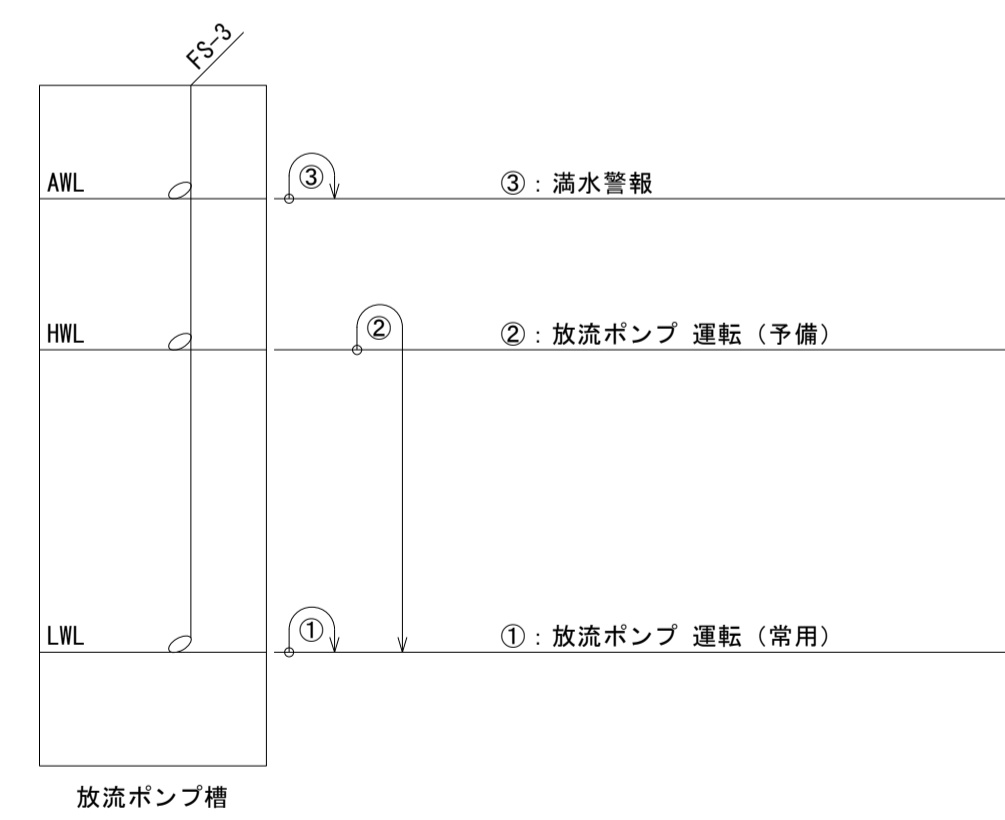 FS-3
AWL
③
③：満水警報
HWL
②
②：放流ポンプ 運転（予備）
LWL
①
①：放流ポンプ 運転（常用）
放流ポンプ槽